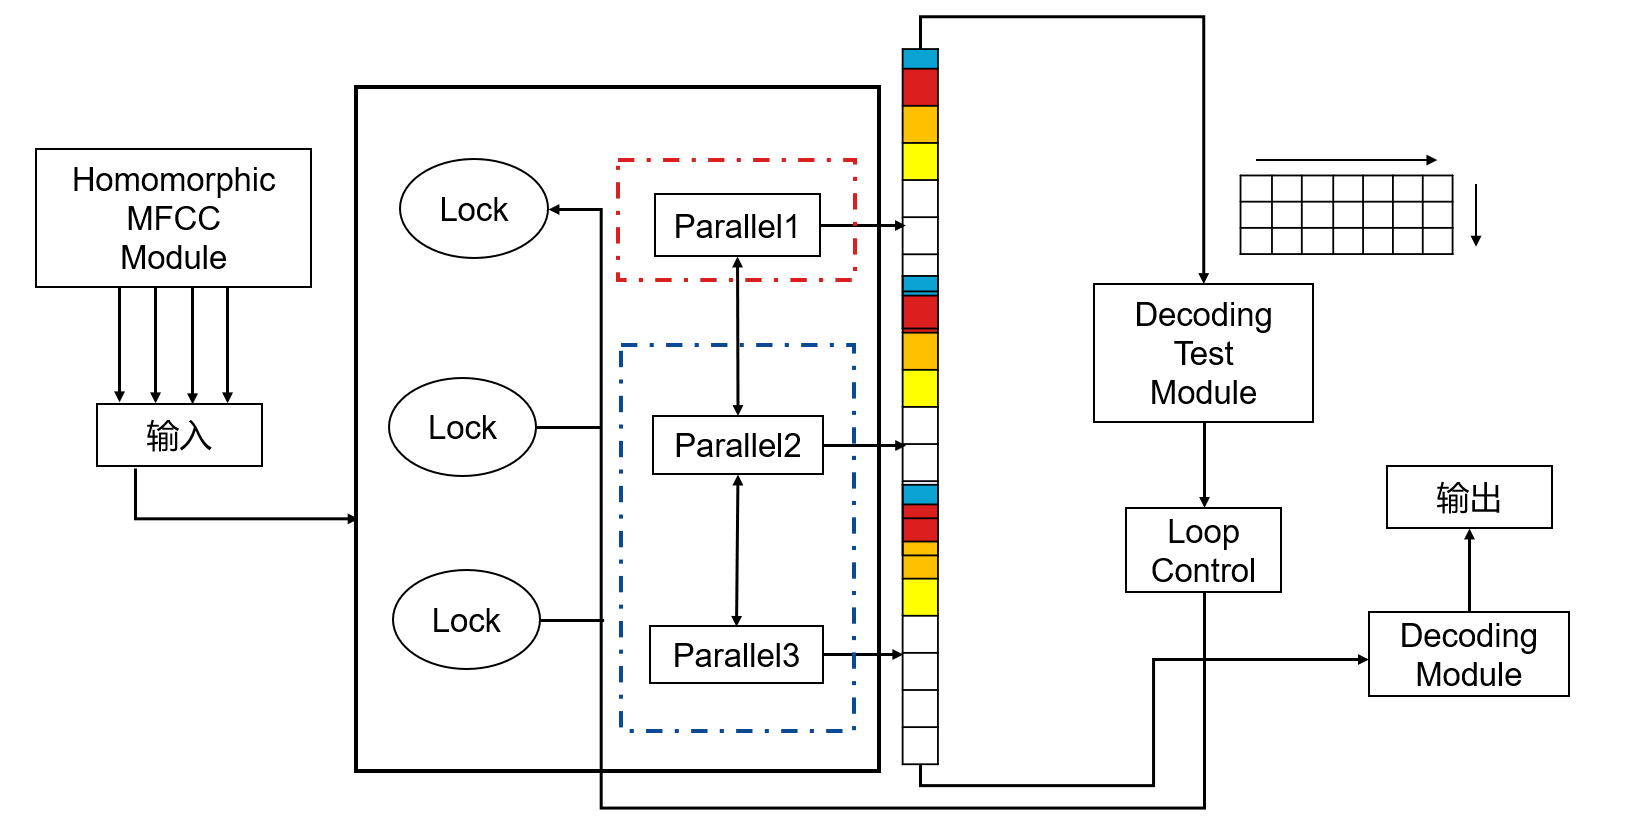 Homomorphic
MFCC
Module
输入
Lock
Lock
Lock
Parallel1
Parallel2
Parallel3
Decoding
Test
Module
Loop
Control
输出
Decoding
Module